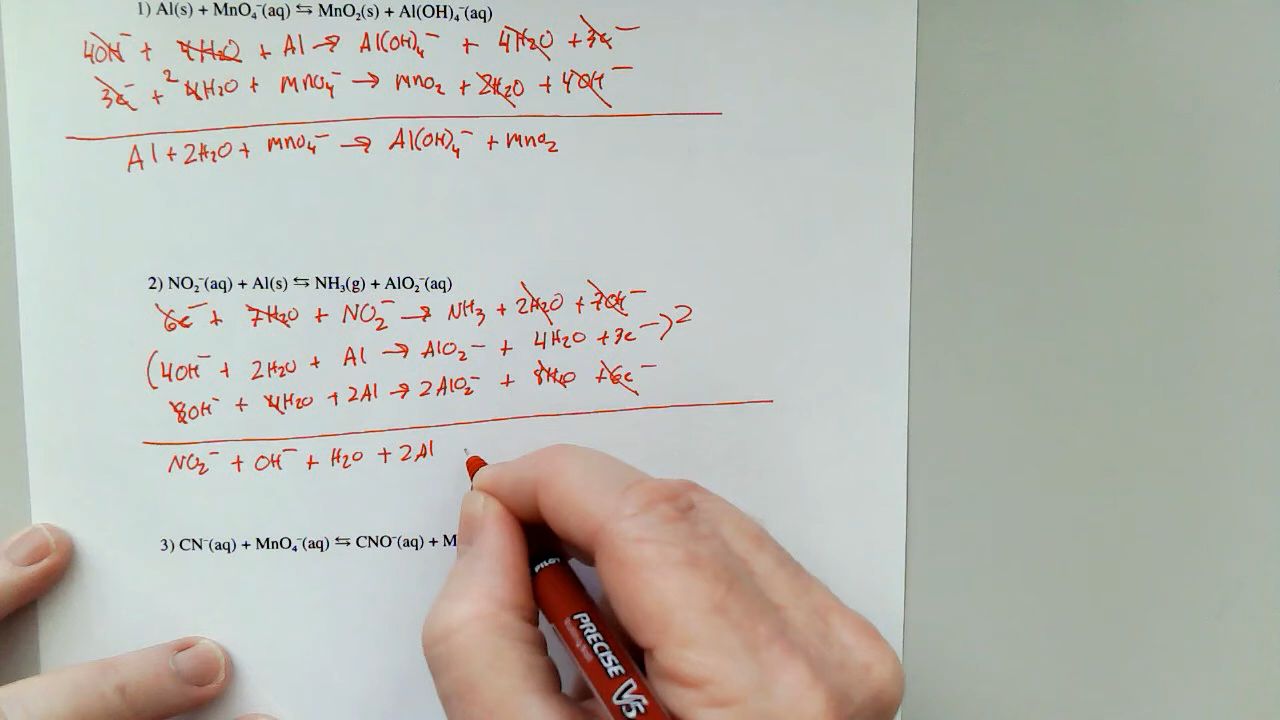 1) Al(s) + MnO₄⁻(aq) ⇆ MnO₂(s) + Al(OH)₄⁻(aq)
4OH⁻ + 4H₂O + Al → Al(OH)₄⁻ + 4H₂O + 3e⁻
3e⁻ + 2 4H₂O + MnO₄⁻ → MnO₂ + 2H₂O + 4OH⁻
Al + 2H₂O + MnO₄⁻ → Al(OH)₄⁻ + MnO₂
2) NO₂⁻(aq) + Al(s) ⇆ NH₃(g) + AlO₂⁻(aq)
6e⁻ + 7H₂O + NO₂⁻ → NH₃ + 2H₂O + 7OH⁻
(4OH⁻ + 2H₂O + Al → AlO₂⁻ + 4H₂O + 3e⁻)2
8OH⁻ + 4H₂O + 2Al → 2AlO₂⁻ + 8H₂O + 6e⁻
NO₂⁻ + OH⁻ + H₂O + 2Al
3) CN⁻(aq) + MnO₄⁻(aq) ⇆ CNO⁻(aq) + M
PILOT
PRECISE V5
Rolling Ball